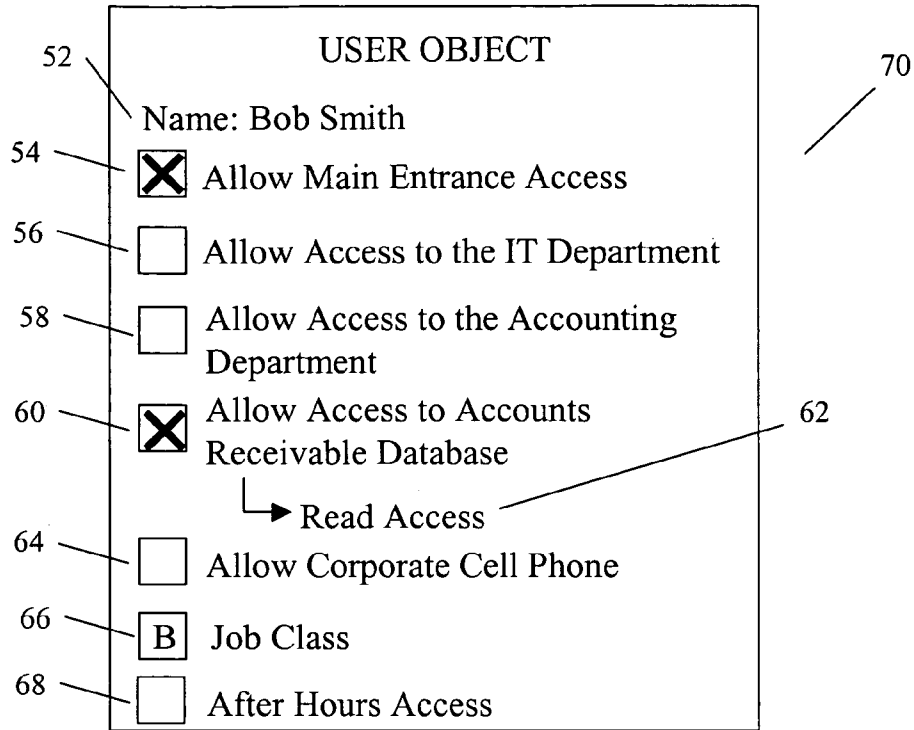 USER OBJECT
52
70
Name: Bob Smith
54
Allow Main Entrance Access
56
Allow Access to the IT Department
58
Allow Access to the Accounting
Department
60
Allow Access to Accounts
62
Receivable Database
Read Access
64
Allow Corporate Cell Phone
66
B Job Class
68
After Hours Access